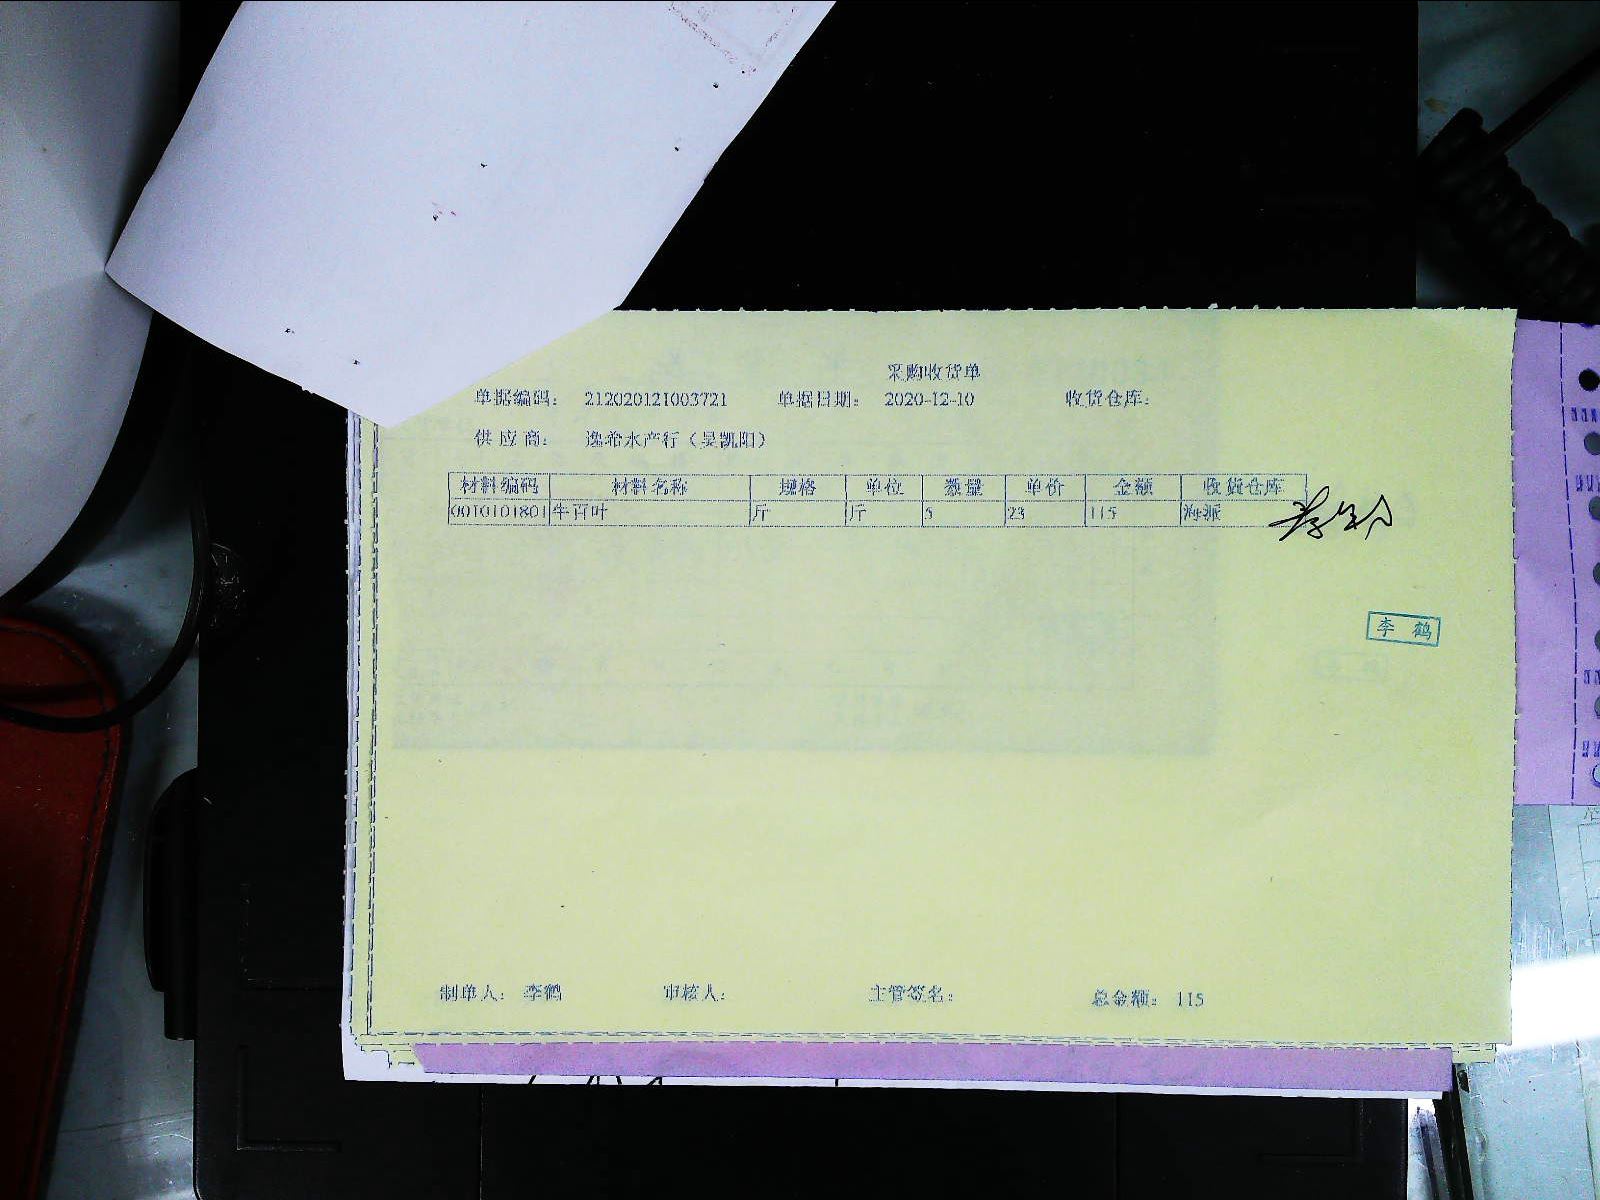 采购收货单
单据编码： 212020121003721 单据日期： 2020-12-10 收货仓库：
供应商： 逸希水产行（吴凯阳）
材料编码 材料名称 规格 单位 数量 单价 金额 收货仓库
0010101801 牛百叶 斤 斤 5 23 115 海派
李 鹤
制单人： 李鹤 审核人： 主管签名： 总金额： 115